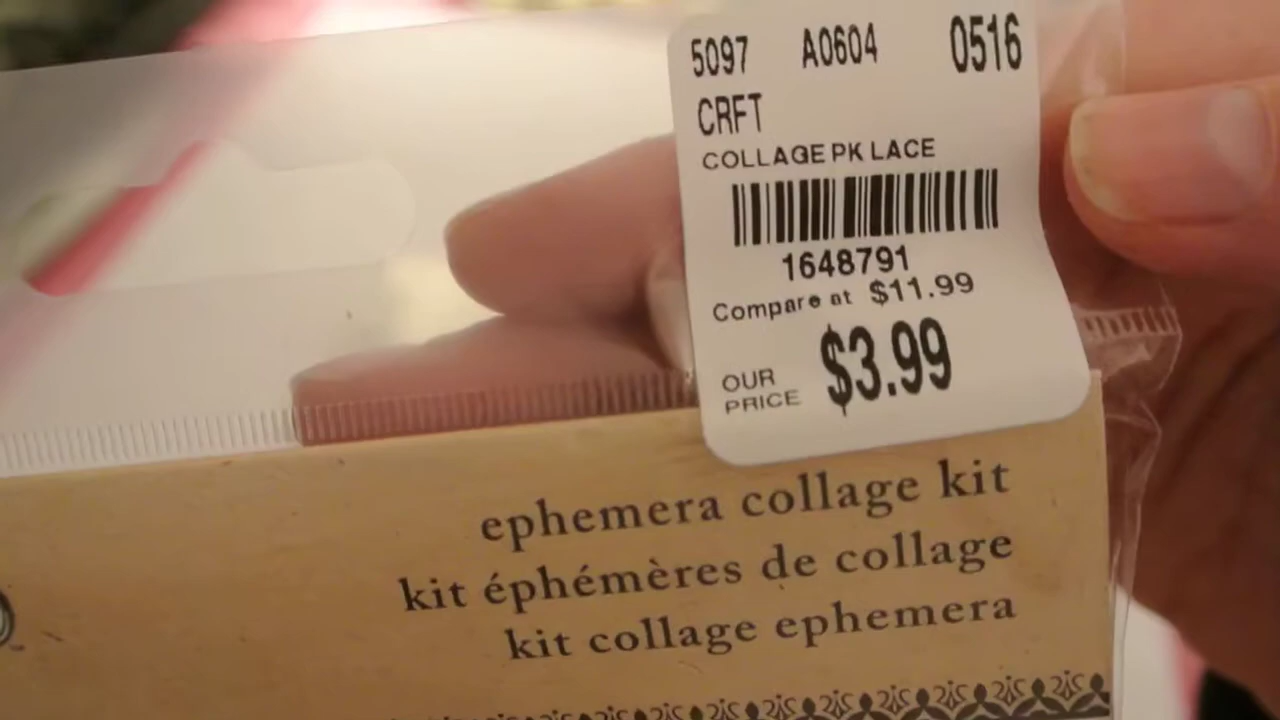 5097 A0604 0516
CRFT
COLLAGE PK LACE
1648791
Compare at $11.99
OUR PRICE $3.99
ephemera collage kit
kit éphémères de collage
kit collage ephemera